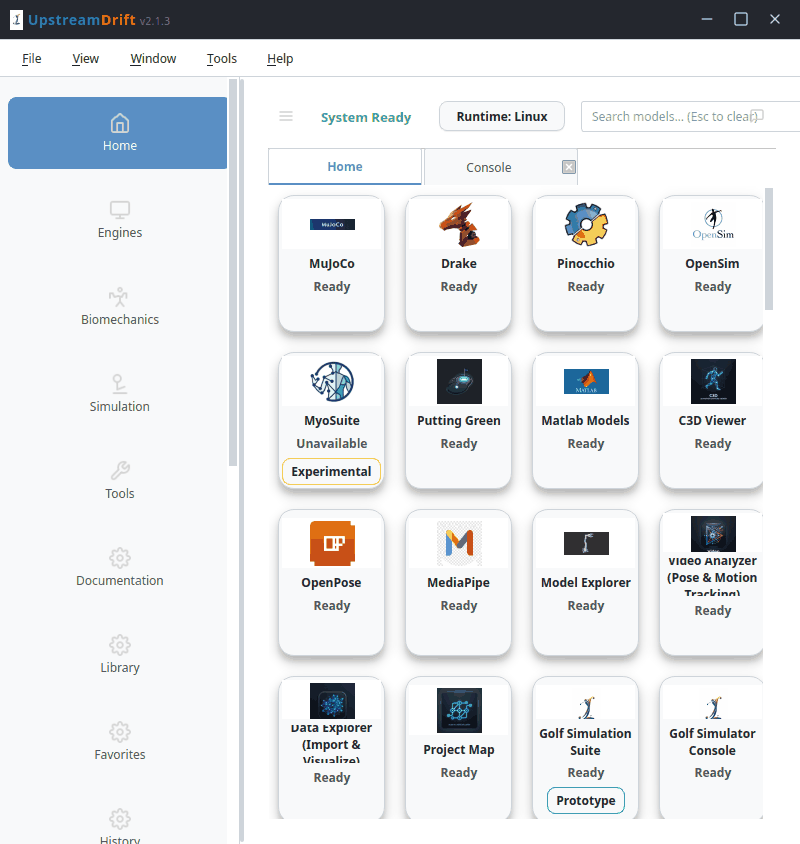 UpstreamDrift v2.1.3
File View Window Tools Help
Home
Engines
Biomechanics
Simulation
Tools
Documentation
Library
Favorites
History
System Ready
Runtime: Linux
Search models... (Esc to clear)
Home
Console
MuJoCo
MuJoCo
Ready
Drake
Ready
Pinocchio
Ready
OpenSim
OpenSim
Ready
MyoSuite
Unavailable
Experimental
Putting Green
Ready
MATLAB
Matlab Models
Ready
C3D
C3D Viewer
Ready
OP
OpenPose
Ready
MediaPipe
Ready
Model Explorer
Ready
Video Analyzer
(Pose & Motion
Tracking)
Ready
Data Explorer
(Import &
Visualize)
Ready
Project Map
Ready
Golf Simulation
Suite
Ready
Prototype
Golf Simulator
Console
Ready